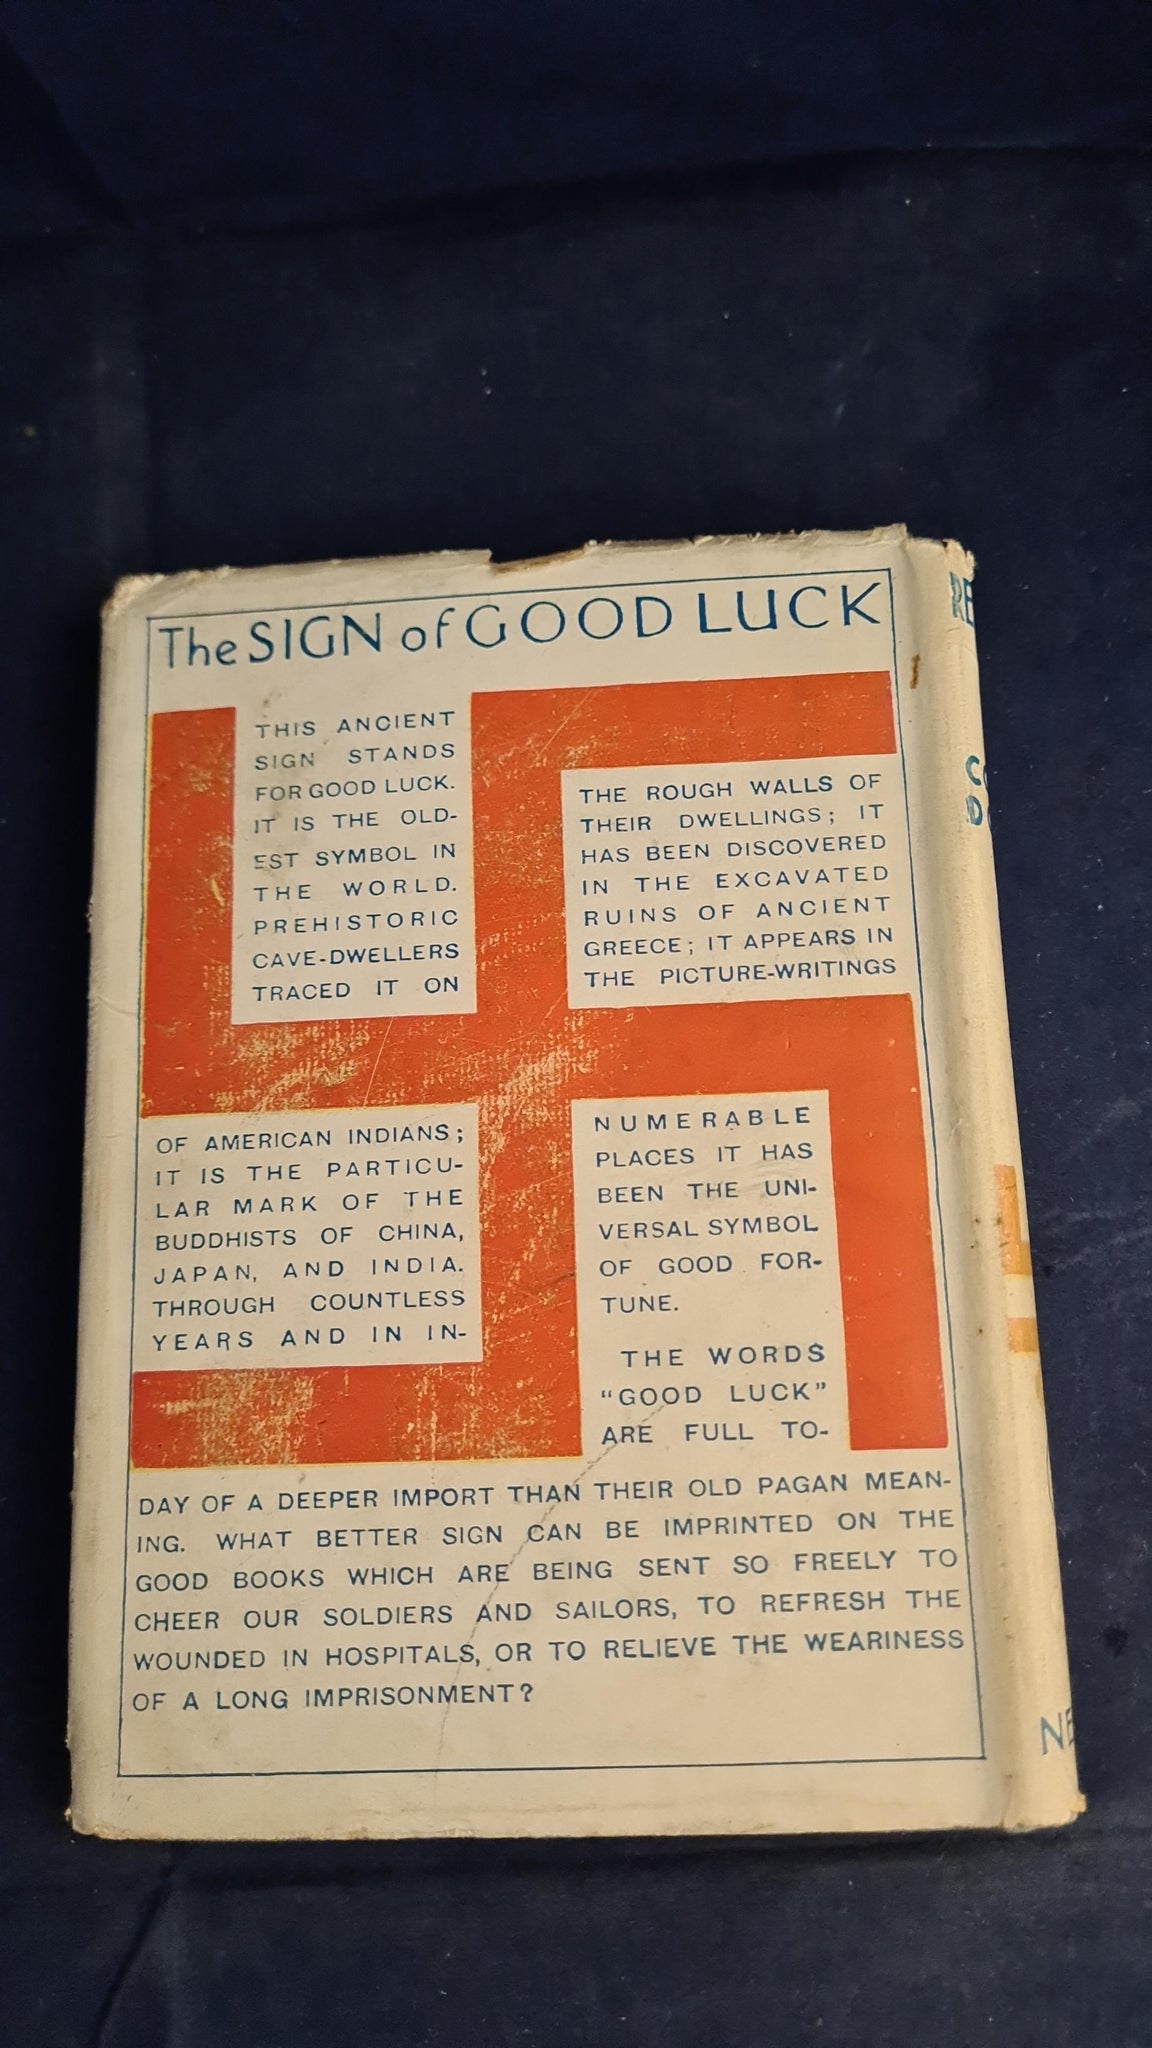 The SIGN of GOOD LUCK
THIS ANCIENT
SIGN STANDS
FOR GOOD LUCK.
IT IS THE OLD-
EST SYMBOL IN
THE WORLD.
PREHISTORIC
CAVE-DWELLERS
TRACED IT ON
THE ROUGH WALLS OF
THEIR DWELLINGS; IT
HAS BEEN DISCOVERED
IN THE EXCAVATED
RUINS OF ANCIENT
GREECE; IT APPEARS IN
THE PICTURE-WRITINGS
OF AMERICAN INDIANS;
IT IS THE PARTICU-
LAR MARK OF THE
BUDDHISTS OF CHINA,
JAPAN, AND INDIA.
THROUGH COUNTLESS
YEARS AND IN IN-
NUMERABLE
PLACES IT HAS
BEEN THE UNI-
VERSAL SYMBOL
OF GOOD FOR-
TUNE.
THE WORDS
"GOOD LUCK"
ARE FULL TO-
DAY OF A DEEPER IMPORT THAN THEIR OLD PAGAN MEAN-
ING. WHAT BETTER SIGN CAN BE IMPRINTED ON THE
GOOD BOOKS WHICH ARE BEING SENT SO FREELY TO
CHEER OUR SOLDIERS AND SAILORS, TO REFRESH THE
WOUNDED IN HOSPITALS, OR TO RELIEVE THE WEARINESS
OF A LONG IMPRISONMENT?